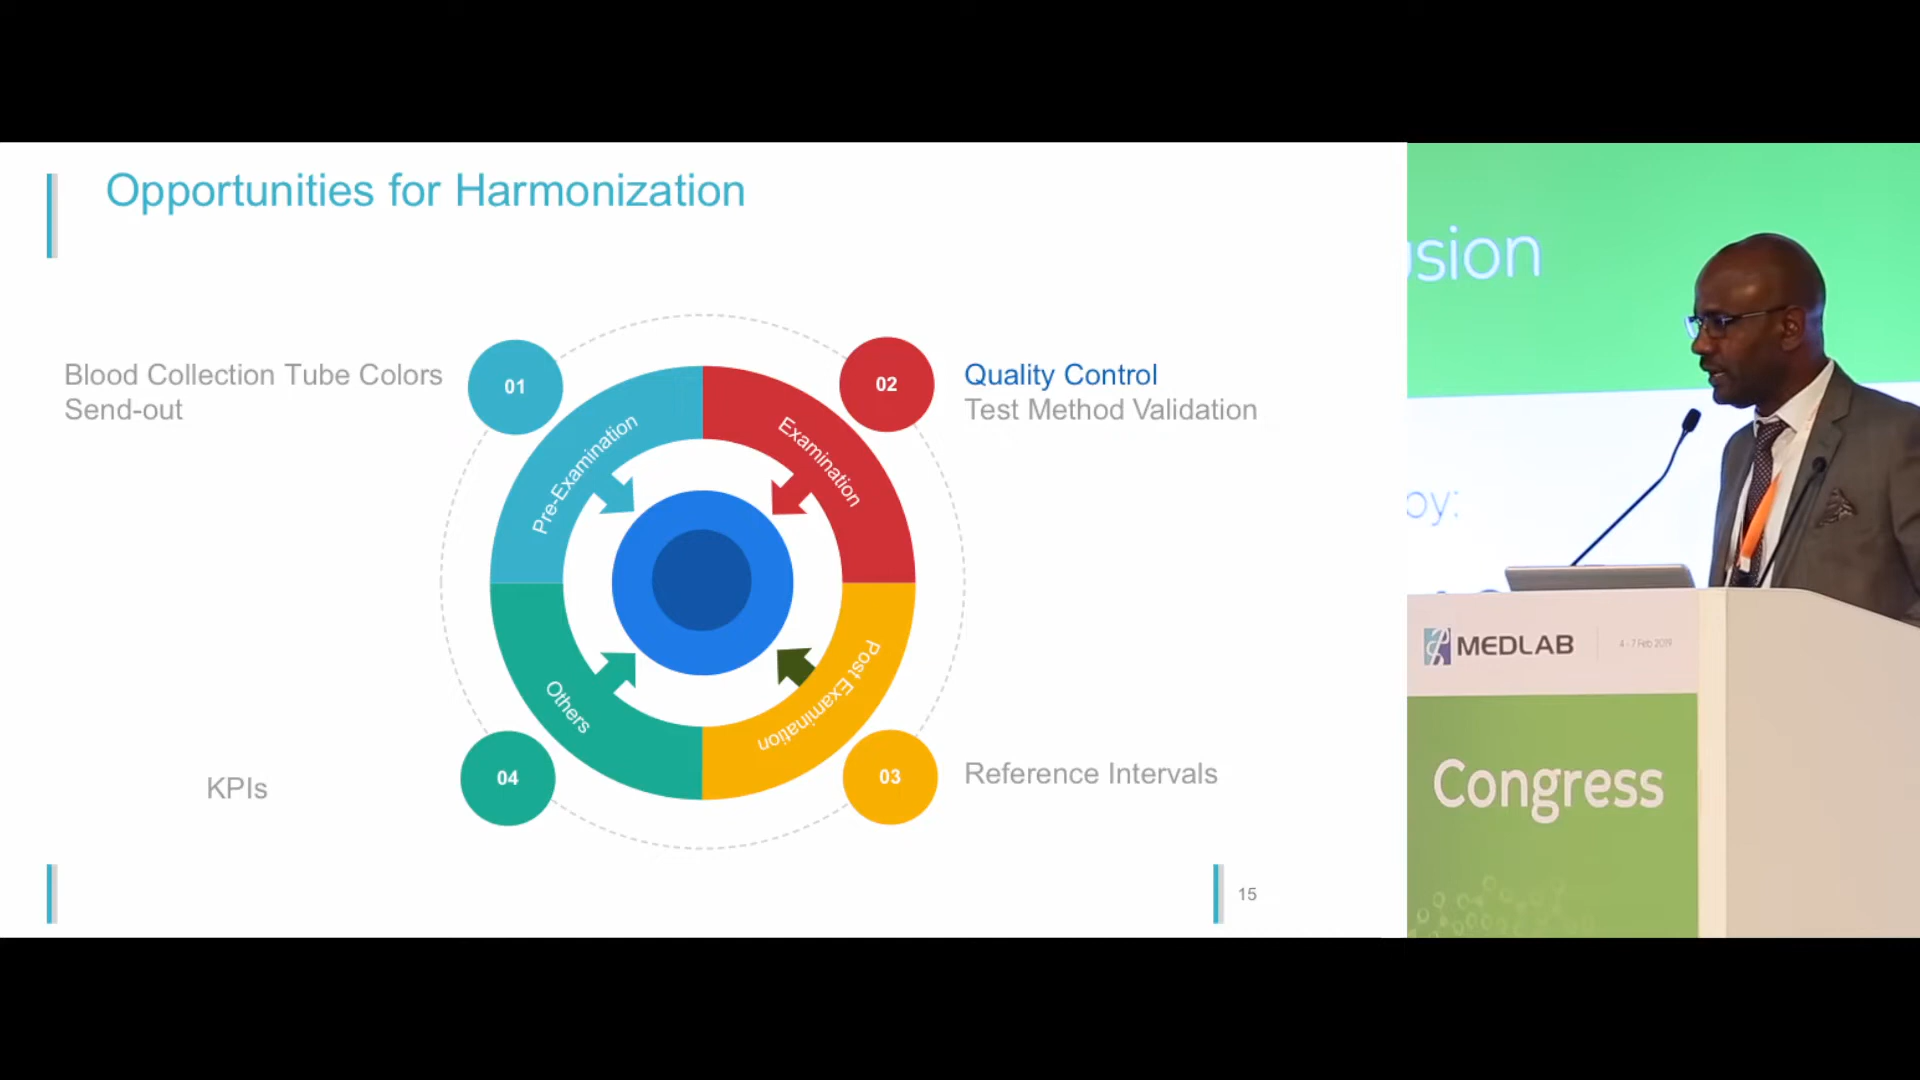 Opportunities for Harmonization
Blood Collection Tube Colors
Send-out
01
02
Quality Control
Test Method Validation
Pre-Examination
Examination
Others
Post Examination
KPIs
04
03
Reference Intervals
15
sion
by:
MEDLAB
4 - 7 Feb 2019
Congress